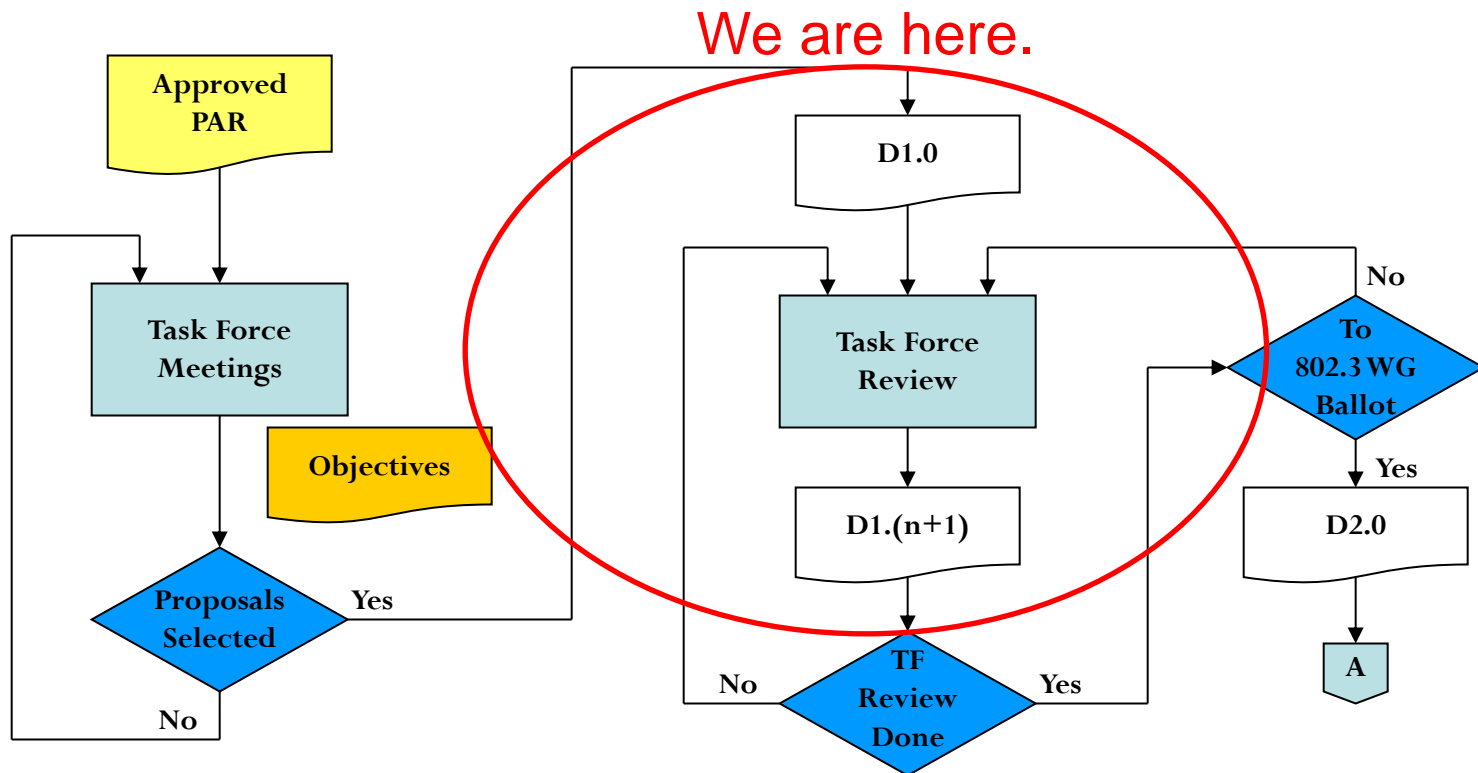 We are here.
Approved
PAR
Task Force
Meetings
Objectives
Proposals
Selected
Yes
No
D1.0
Task Force
Review
D1.(n+1)
TF
Review
Done
No
Yes
No
To
802.3 WG
Ballot
Yes
D2.0
A